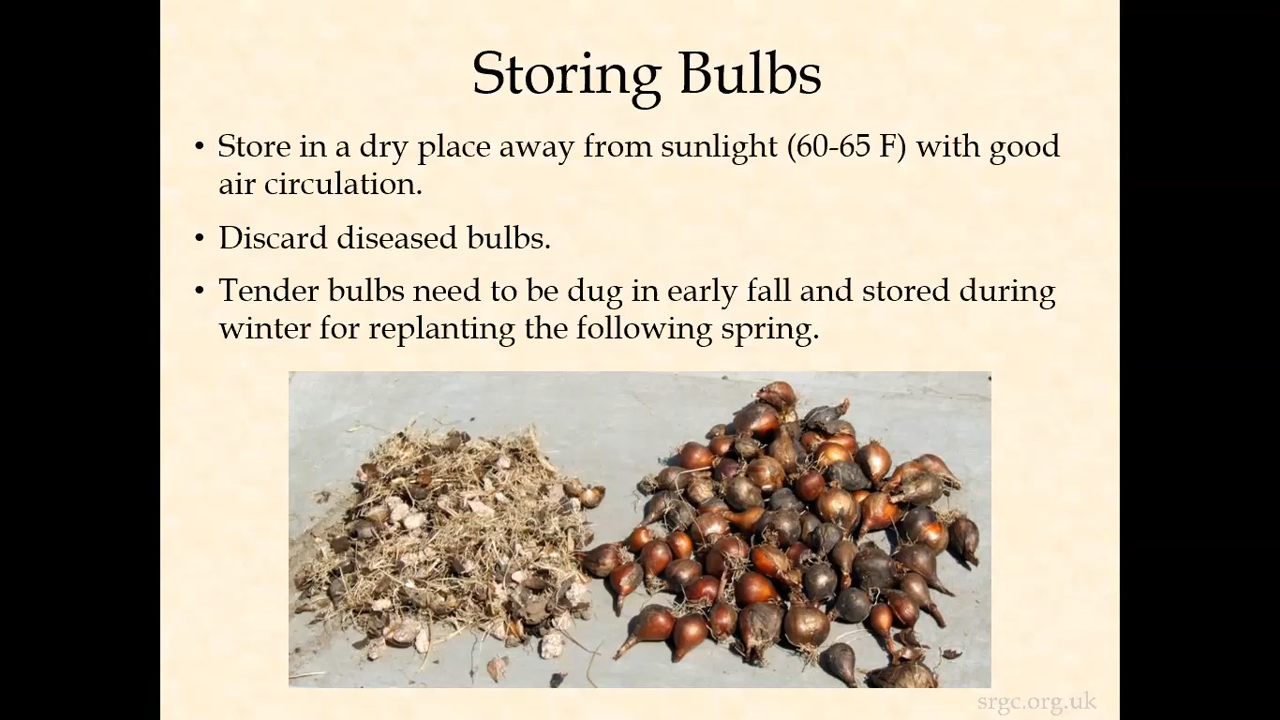 Storing Bulbs
• Store in a dry place away from sunlight (60-65 F) with good
air circulation.
• Discard diseased bulbs.
• Tender bulbs need to be dug in early fall and stored during
winter for replanting the following spring.
srgc.org.uk